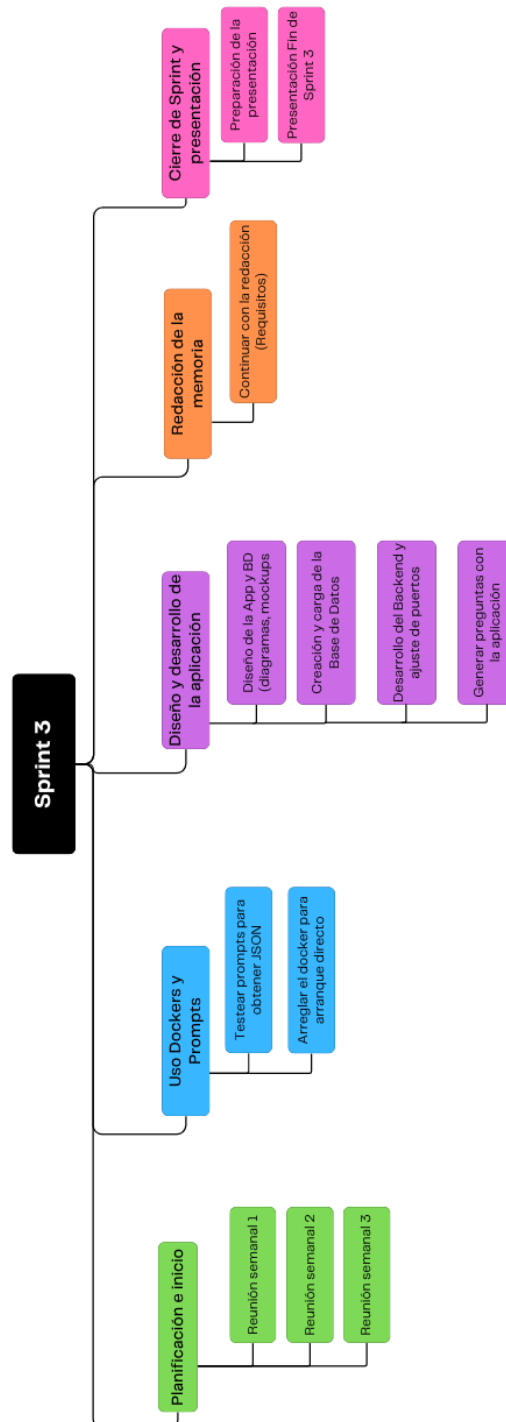 Sprint 3
Planificación e inicio
Reunión semanal 1
Reunión semanal 2
Reunión semanal 3
Uso Dockers y
Prompts
Testear prompts para
obtener JSON
Arreglar el docker para
arranque directo
Diseño y desarrollo de
la aplicación
Diseño de la App y BD
(diagramas, mockups
Creación y carga de la
Base de Datos
Desarrollo del Backend y
ajuste de puertos
Generar preguntas con
la aplicación
Redacción de la
memoria
Continuar con la redacción
(Requisitos)
Cierre de Sprint y
presentación
Preparación de la
presentación
Presentación Fin de
Sprint 3